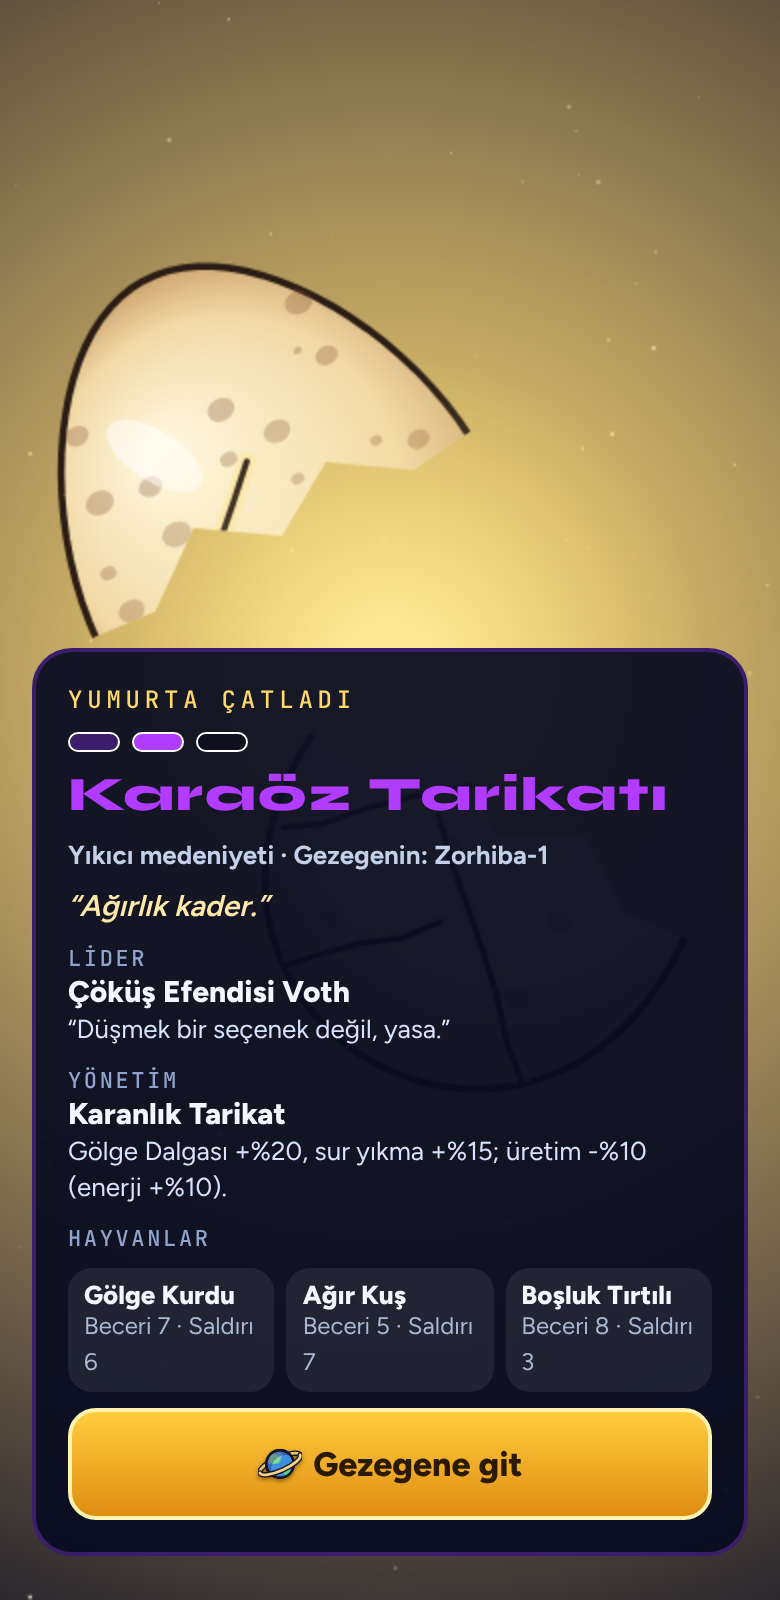 YUMURTA ÇATLADI
Karaöz Tarikatı
Yıkıcı medeniyeti · Gezegenin: Zorhiba-1
“Ağırlık kader.”
LİDER
Çöküş Efendisi Voth
“Düşmek bir seçenek değil, yasa.”
YÖNETİM
Karanlık Tarikat
Gölge Dalgası +%20, sur yıkma +%15; üretim -%10
(enerji +%10).
HAYVANLAR
Gölge Kurdu
Beceri 7 · Saldırı
6
Ağır Kuş
Beceri 5 · Saldırı
7
Boşluk Tırtılı
Beceri 8 · Saldırı
3
Gezegene git